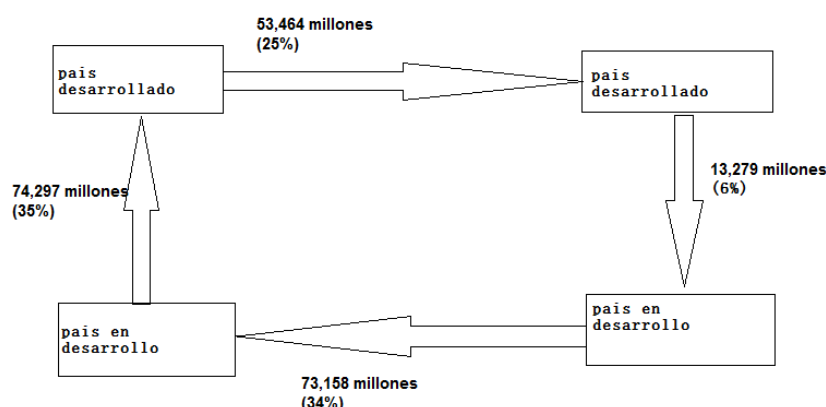 53,464 millones
(25%)
pais
desarrollado
pais
desarrollado
74,297 millones
(35%)
13,279 millones
(6%)
pais en
desarrollo
pais en
desarrollo
73,158 millones
(34%)